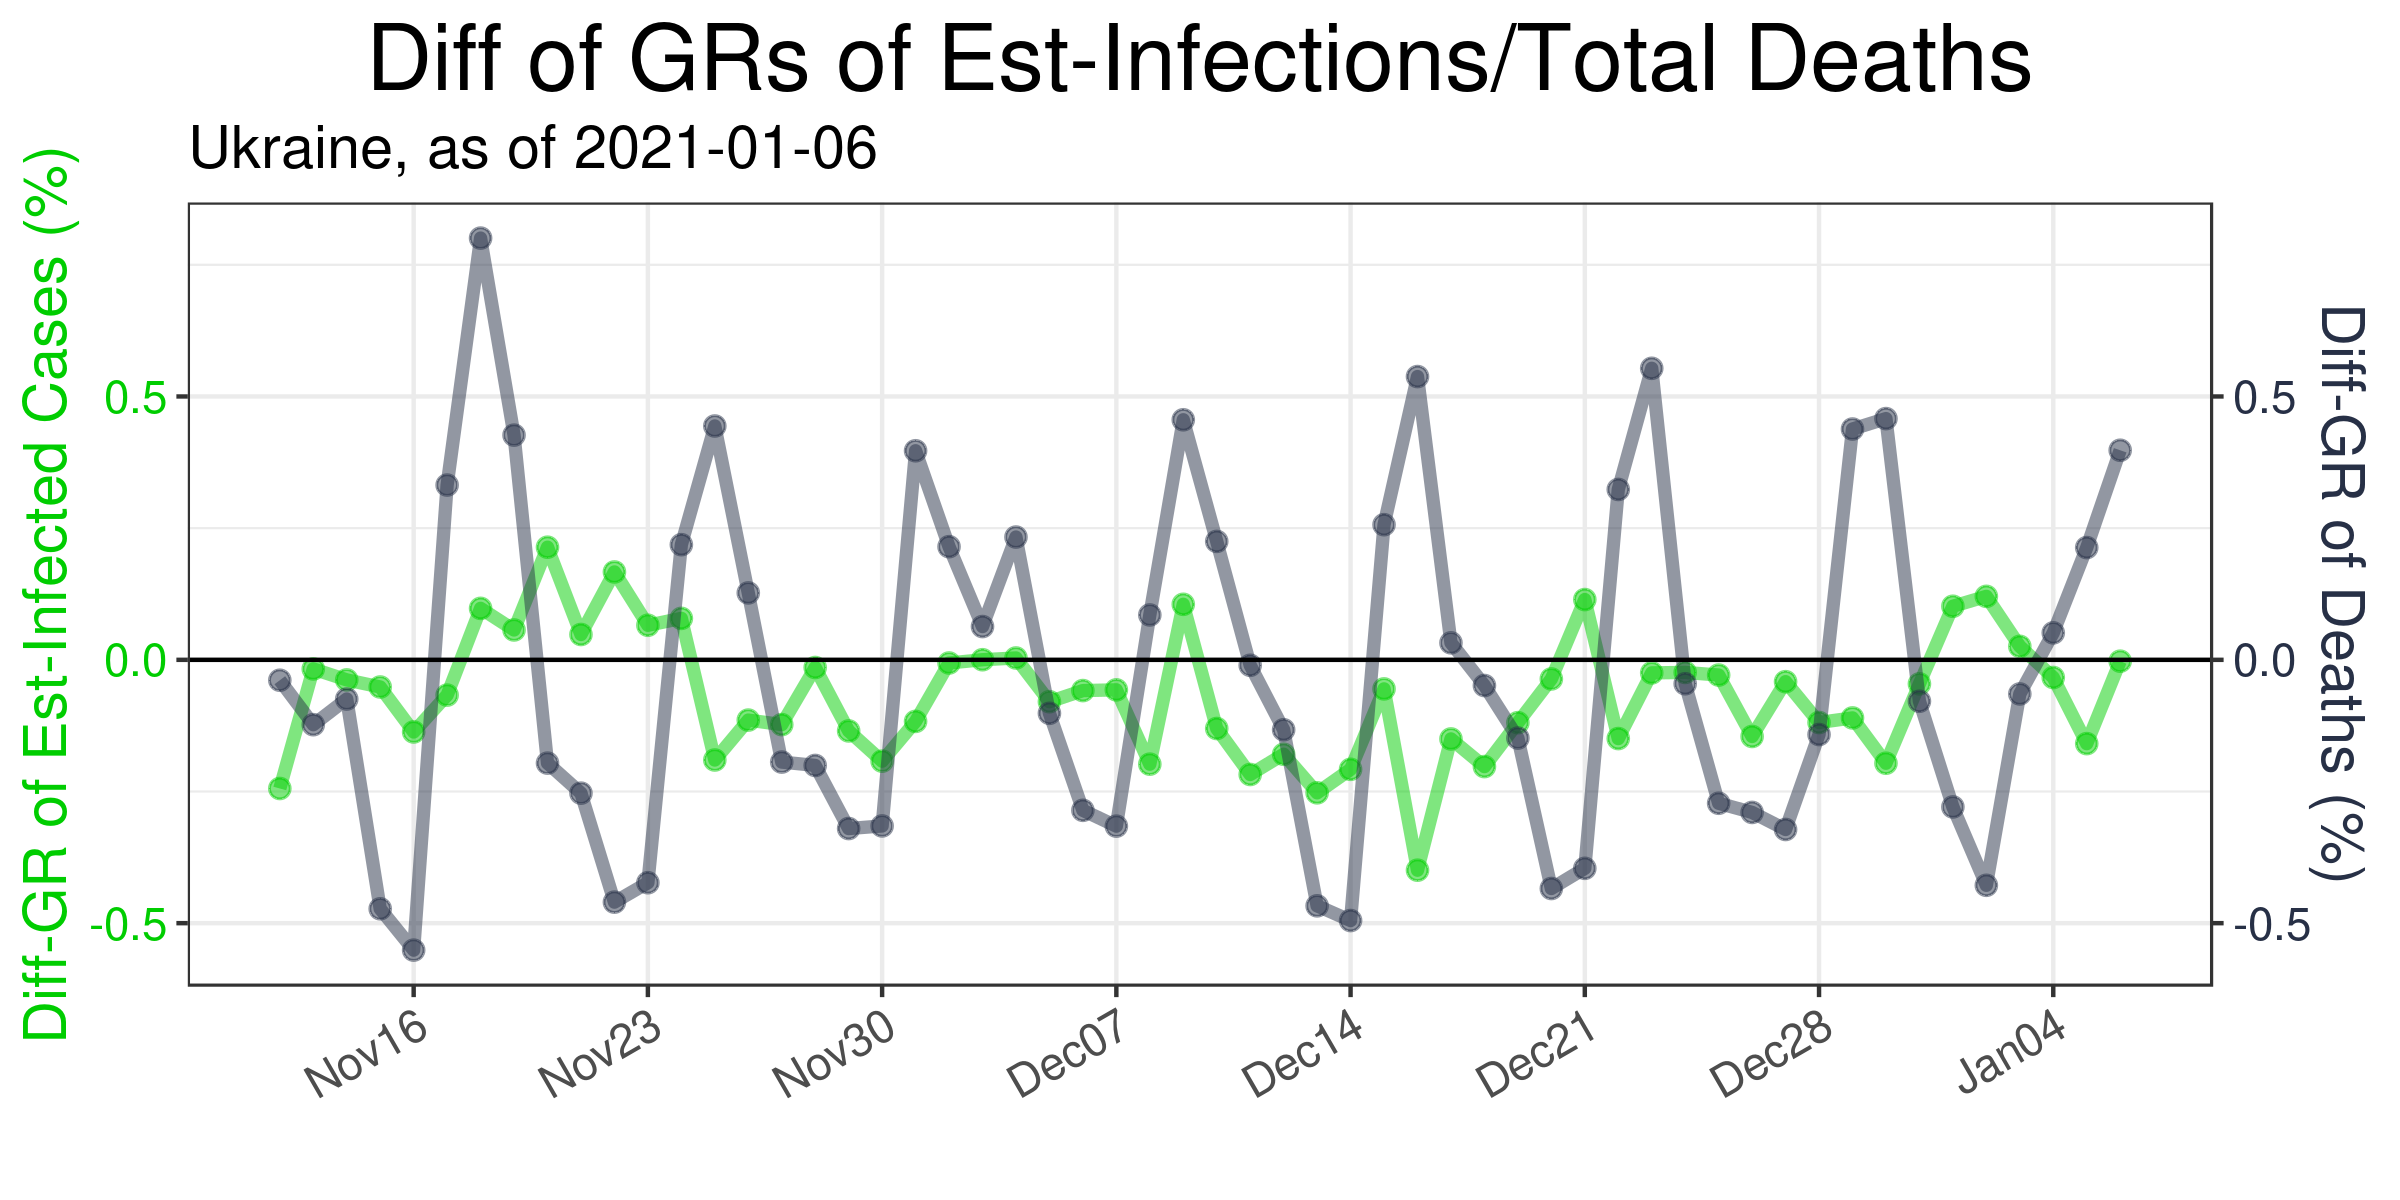 Diff of GRs of Est-Infections/Total Deaths
Ukraine, as of 2021-01-06
Diff-GR of Est-Infected Cases (%)
0.5
0.0
-0.5
0.5
0.0
-0.5
Diff-GR of Deaths (%)
Nov16
Nov23
Nov30
Dec07
Dec14
Dec21
Dec28
Jan04